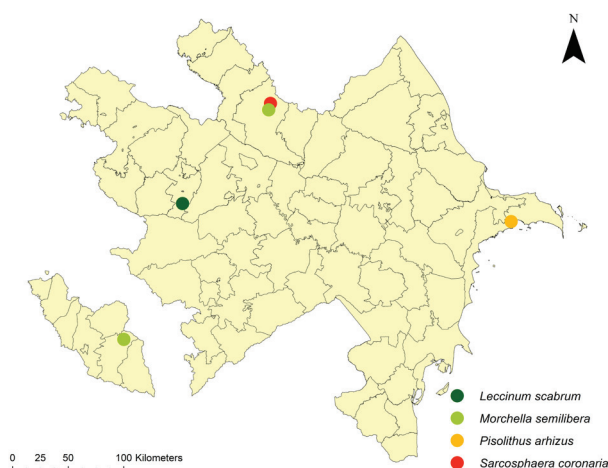 N
Leccinum scabrum
Morchella semilibera
Pisolithus arhizus
Sarcosphaera coronaria
0 25 50 100 Kilometers